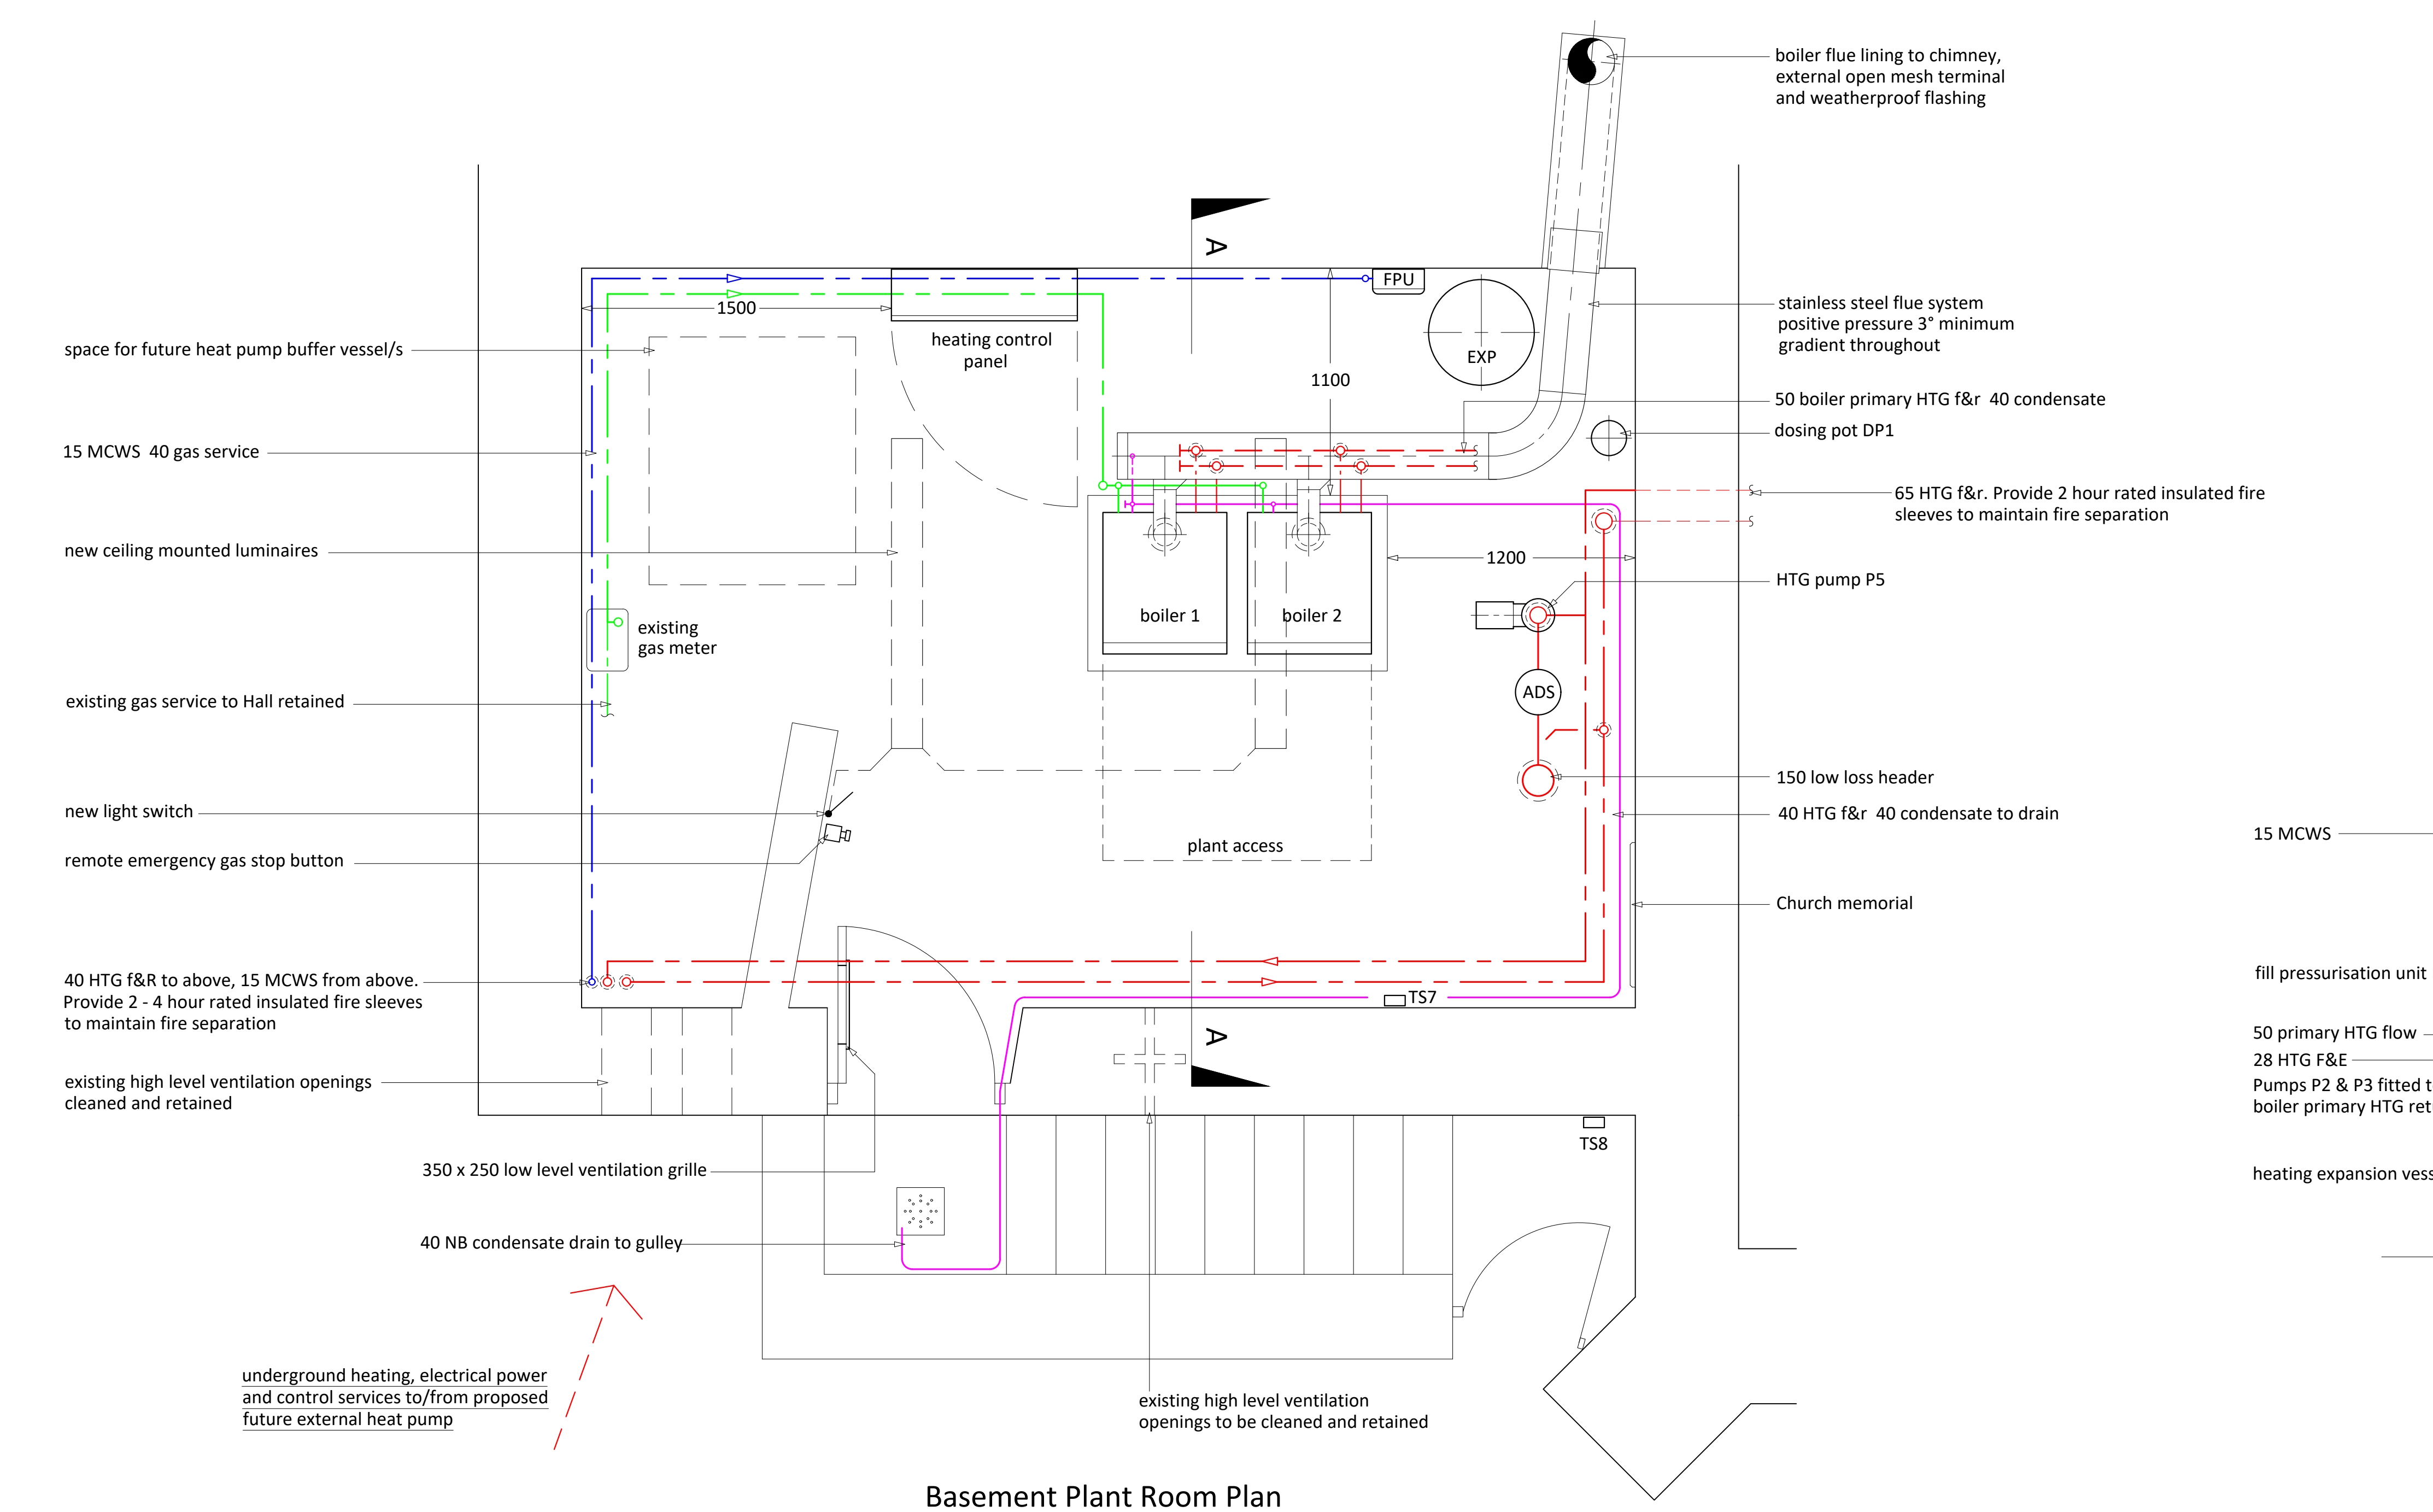 boiler flue lining to chimney,
external open mesh terminal
and weatherproof flashing
A
FPU
1500
heating control
panel
EXP
1100
stainless steel flue system
positive pressure 3° minimum
gradient throughout
space for future heat pump buffer vessel/s
50 boiler primary HTG f&r  40 condensate
dosing pot DP1
15 MCWS  40 gas service
65 HTG f&r. Provide 2 hour rated insulated fire
sleeves to maintain fire separation
new ceiling mounted luminaires
1200
HTG pump P5
boiler 1
boiler 2
existing
gas meter
ADS
existing gas service to Hall retained
150 low loss header
new light switch
40 HTG f&r  40 condensate to drain
15 MCWS
remote emergency gas stop button
plant access
Church memorial
40 HTG f&R to above, 15 MCWS from above.
Provide 2 - 4 hour rated insulated fire sleeves
to maintain fire separation
TS7
fill pressurisation unit
A
50 primary HTG flow
28 HTG F&E
Pumps P2 & P3 fitted
boiler primary HTG
existing high level ventilation openings
cleaned and retained
TS8
350 x 250 low level ventilation grille
heating expansion
40 NB condensate drain to gulley
underground heating, electrical power
and control services to/from proposed
future external heat pump
existing high level ventilation
openings to be cleaned and retained
Basement Plant Room Plan